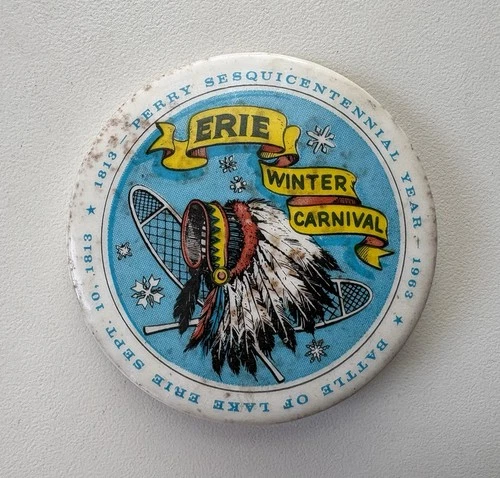 1813 - PERRY SESQUICENTENNIAL YEAR - 1963 ★ BATTLE OF LAKE ERIE SEPT. 10, 1813 ★
ERIE
WINTER
CARNIVAL